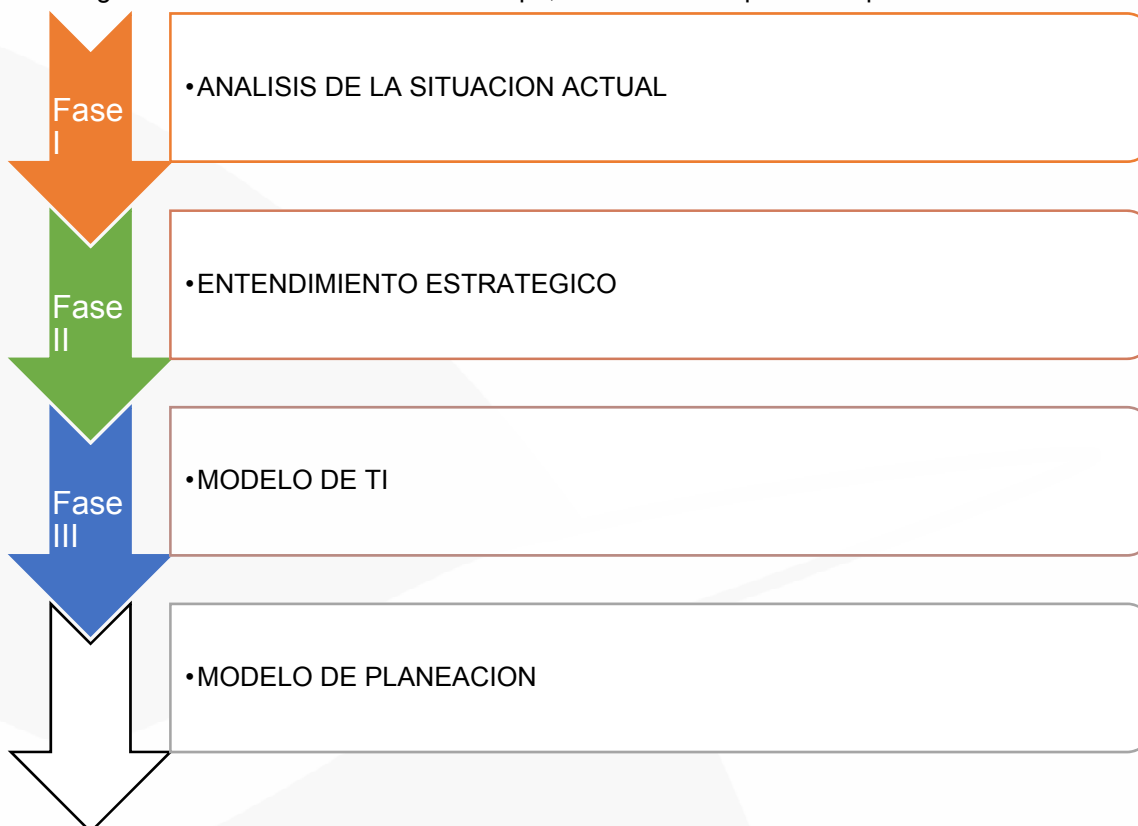 Fase
I
•ANALISIS DE LA SITUACION ACTUAL
Fase
II
•ENTENDIMIENTO ESTRATEGICO
Fase
III
•MODELO DE TI
•MODELO DE PLANEACION